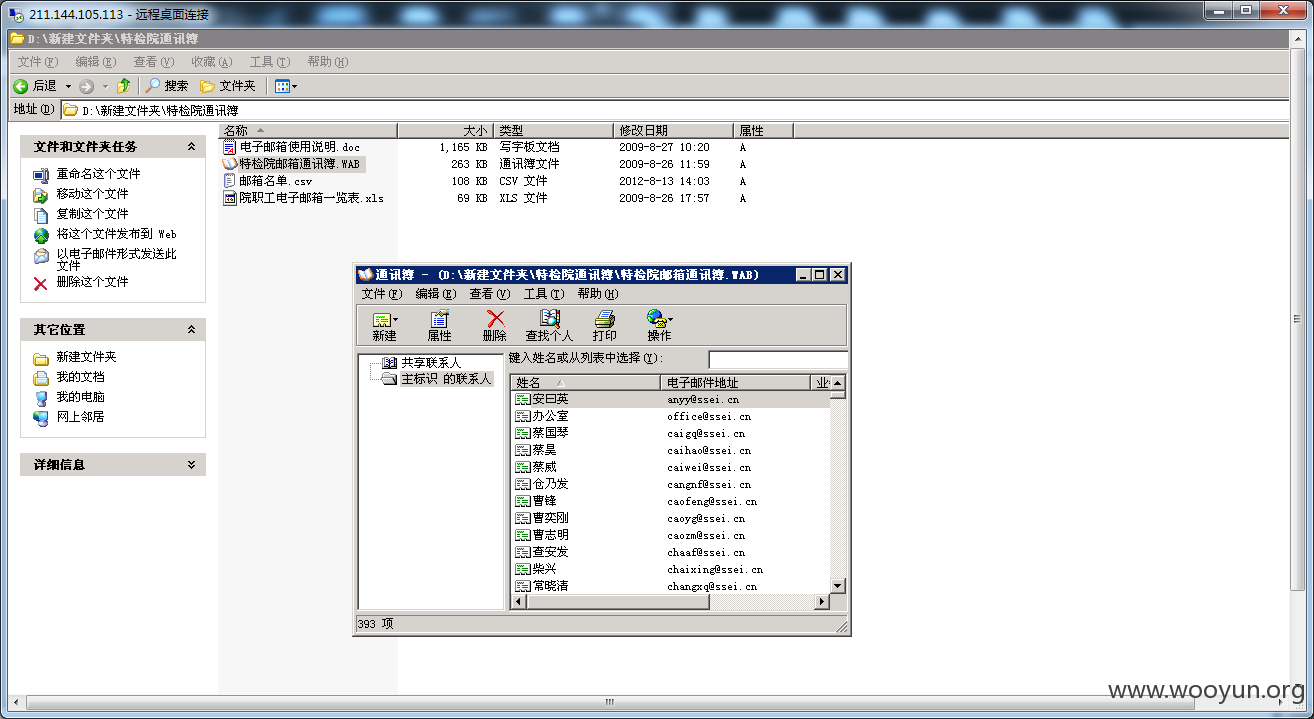 211.144.105.113 - 远程桌面连接
D:\新建文件夹\特检院通讯簿
文件(F) 编辑(E) 查看(V) 收藏(A) 工具(T) 帮助(H)
后退 搜索 文件夹
地址(D) D:\新建文件夹\特检院通讯簿
文件和文件夹任务
重命名这个文件
移动这个文件
复制这个文件
将这个文件发布到 Web
以电子邮件形式发送此
文件
删除这个文件
其它位置
新建文件夹
我的文档
我的电脑
网上邻居
详细信息
名称 大小 类型 修改日期 属性
电子邮箱使用说明.doc 1,165 KB 写字板文档 2009-8-27 10:20 A
特检院邮箱通讯簿.WAB 263 KB 通讯簿文件 2009-8-26 11:59 A
邮箱名单.csv 108 KB CSV 文件 2012-8-13 14:03 A
院职工电子邮箱一览表.xls 69 KB XLS 文件 2009-8-26 17:57 A
通讯簿 - (D:\新建文件夹\特检院通讯簿\特检院邮箱通讯簿.WAB)
文件(F) 编辑(E) 查看(V) 工具(T) 帮助(H)
新建 属性 删除 查找个人 打印 操作
共享联系人
主标识 的联系人
键入姓名或从列表中选择(Y):
姓名 电子邮件地址 业
安曰英 anyy@ssei.cn
办公室 office@ssei.cn
蔡国琴 caigq@ssei.cn
蔡昊 caihao@ssei.cn
蔡威 caiwei@ssei.cn
仓乃发 cangnf@ssei.cn
曹锋 caofeng@ssei.cn
曹奕刚 caoyg@ssei.cn
曹志明 caozm@ssei.cn
查安发 chaaf@ssei.cn
柴兴 chaixing@ssei.cn
常晓清 changxq@ssei.cn
393 项
www.wooyun.org